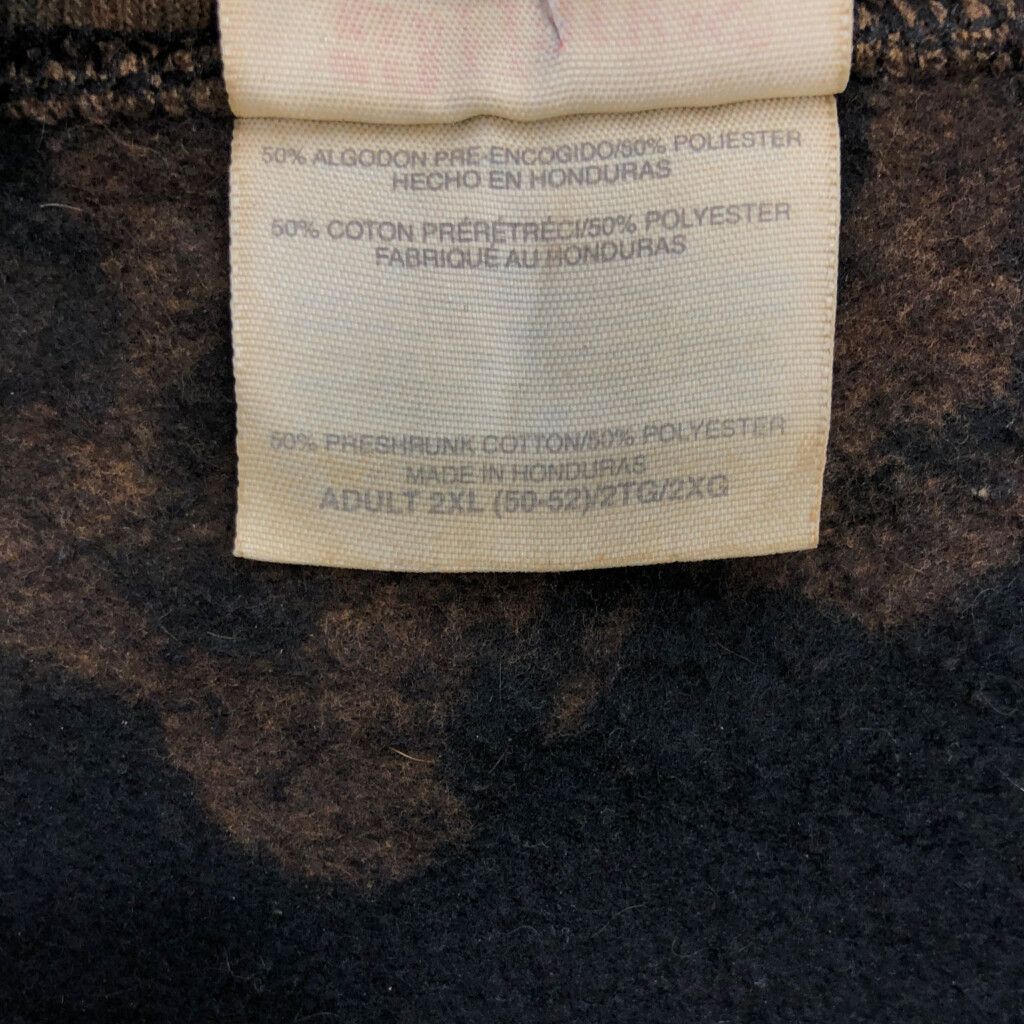 50% ALGODON PRE-ENCOGIDO/50% POLIESTER
HECHO EN HONDURAS
50% COTON PRÉRÉTRÉCI/50% POLYESTER
FABRIQUÉ AU HONDURAS
50% PRESHRUNK COTTON/50% POLYESTER
MADE IN HONDURAS
ADULT 2XL (50-52)/2TG/2XG